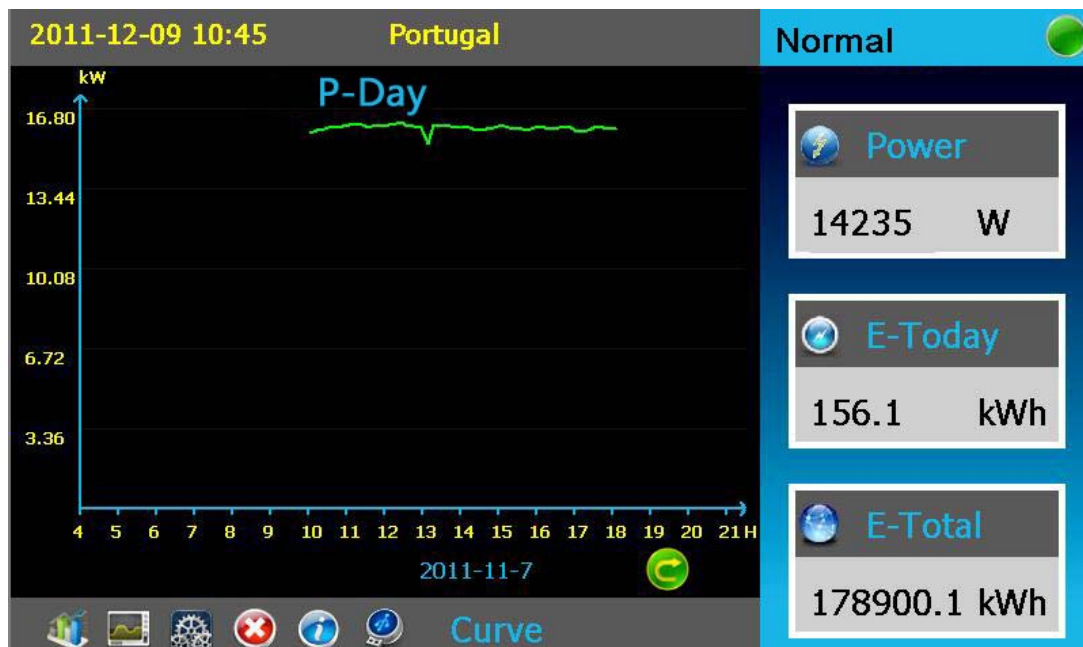 2011-12-09 10:45 Portugal
Normal
kW
P-Day
16.80
13.44
10.08
6.72
3.36
4 5 6 7 8 9 10 11 12 13 14 15 16 17 18 19 20 21 H
2011-11-7
Curve
Power
14235 W
E-Today
156.1 kWh
E-Total
178900.1 kWh